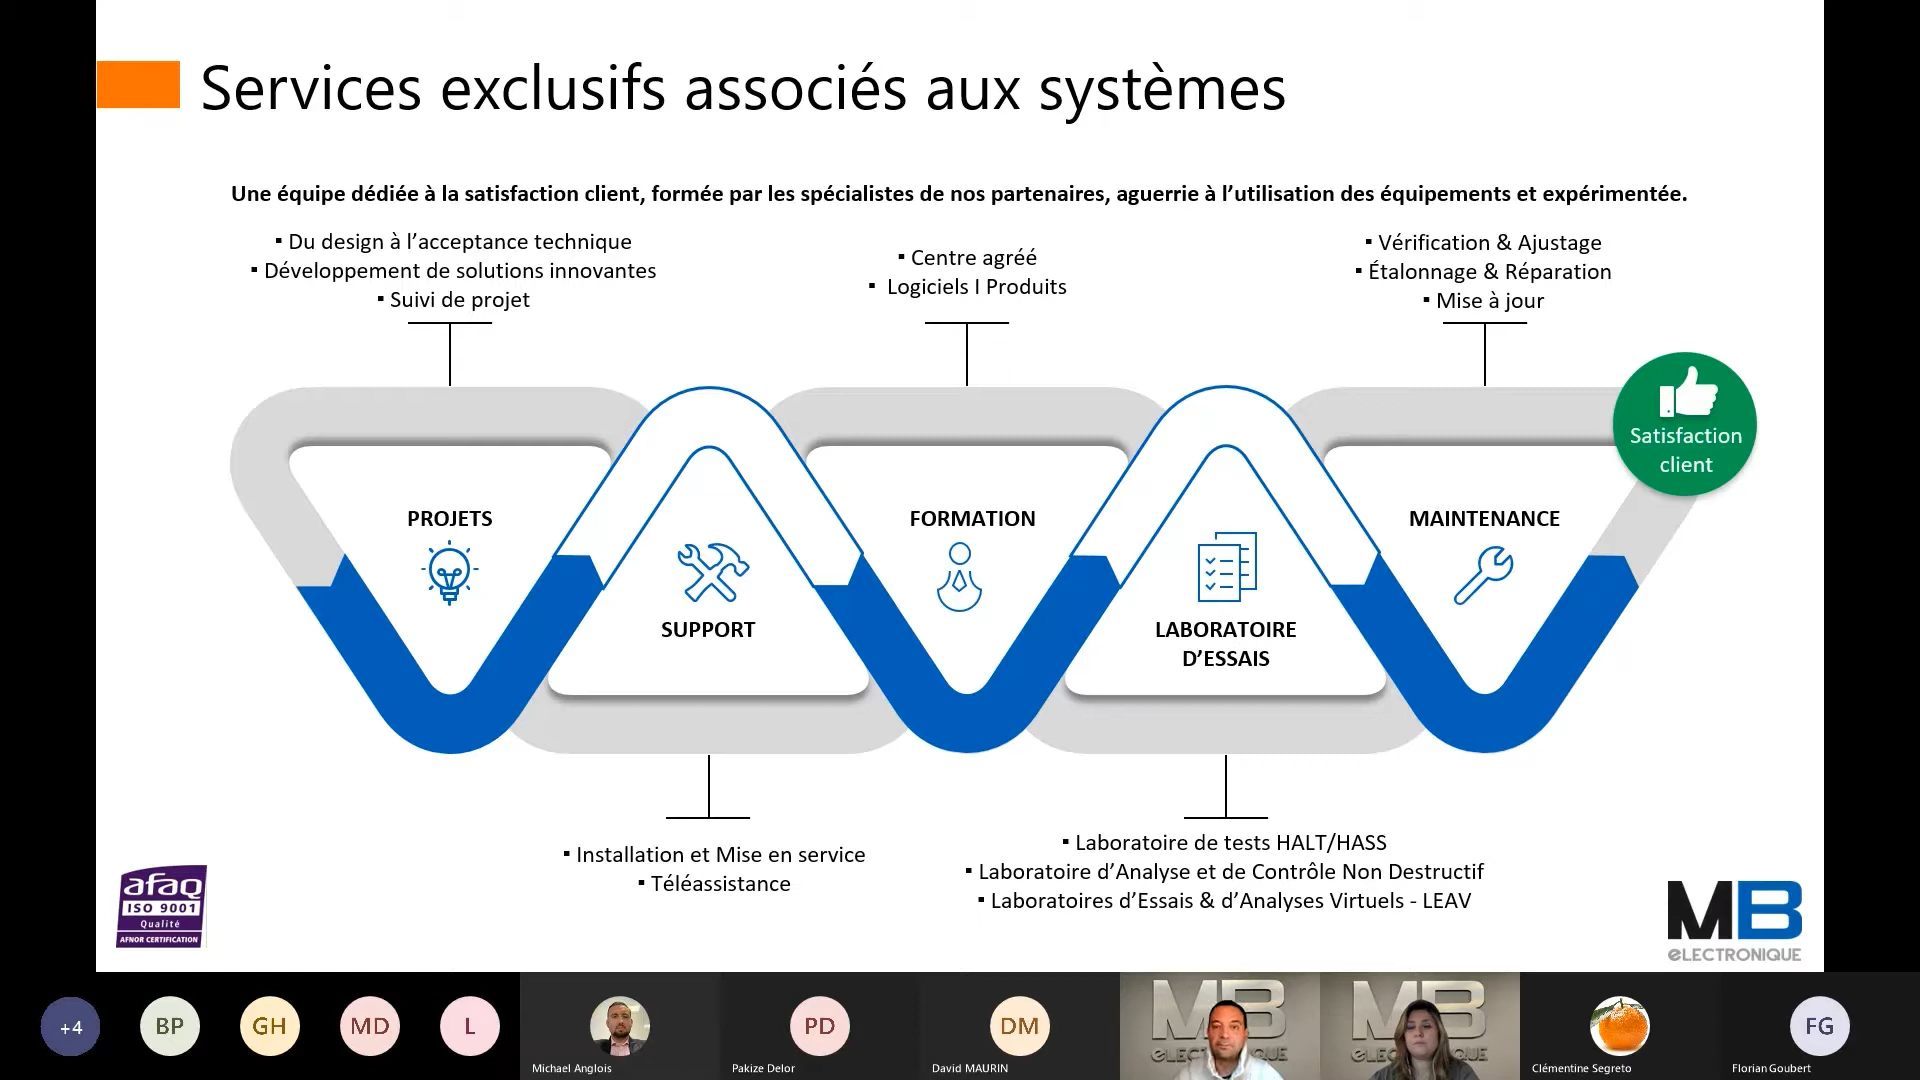 Services exclusifs associés aux systèmes
Une équipe dédiée à la satisfaction client, formée par les spécialistes de nos partenaires, aguerrie à l’utilisation des équipements et expérimentée.
▪ Du design à l’acceptance technique
▪ Développement de solutions innovantes
▪ Suivi de projet
▪ Centre agréé
▪ Logiciels I Produits
▪ Vérification & Ajustage
▪ Étalonnage & Réparation
▪ Mise à jour
Satisfaction
client
PROJETS
FORMATION
MAINTENANCE
SUPPORT
LABORATOIRE
D’ESSAIS
▪ Installation et Mise en service
▪ Téléassistance
▪ Laboratoire de tests HALT/HASS
▪ Laboratoire d’Analyse et de Contrôle Non Destructif
▪ Laboratoires d’Essais & d’Analyses Virtuels - LEAV
afaq
ISO 9001
Qualité
AFNOR CERTIFICATION
MB
eLECTRONIQUE
+4
BP
GH
MD
L
Michael Anglois
PD
Pakize Delor
DM
David MAURIN
MB
eLECTRONIQUE
MB
eLECTRONIQUE
Clémentine Segreto
FG
Florian Goubert